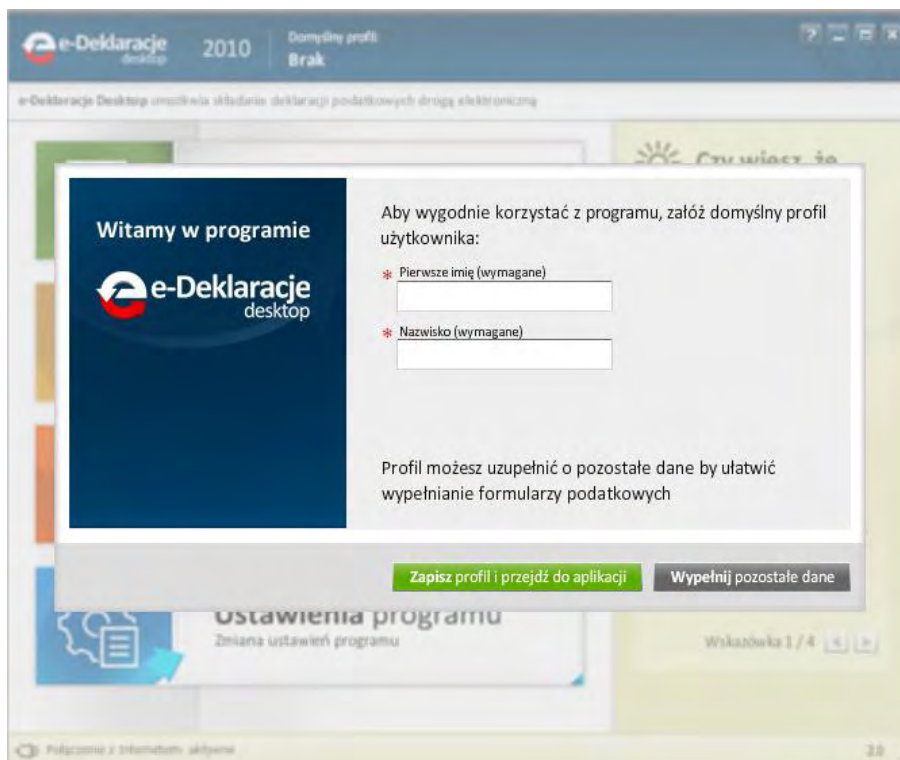 e-Deklaracje
desktop
2010
Domyślny profil:
Brak
e-Deklaracje Desktop umożliwia składanie deklaracji podatkowych drogą elektroniczną
Czy wiesz, że
Witamy w programie
e-Deklaracje
desktop
Aby wygodnie korzystać z programu, załóż domyślny profil
użytkownika:
* Pierwsze imię (wymagane)
* Nazwisko (wymagane)
Profil możesz uzupełnić o pozostałe dane by ułatwić
wypełnianie formularzy podatkowych
Zapisz profil i przejdź do aplikacji
Wypełnij pozostałe dane
Ustawienia programu
Zmiana ustawień programu
Wskazówka 1 / 4
Połączenie z Internetem: aktywne
2.0